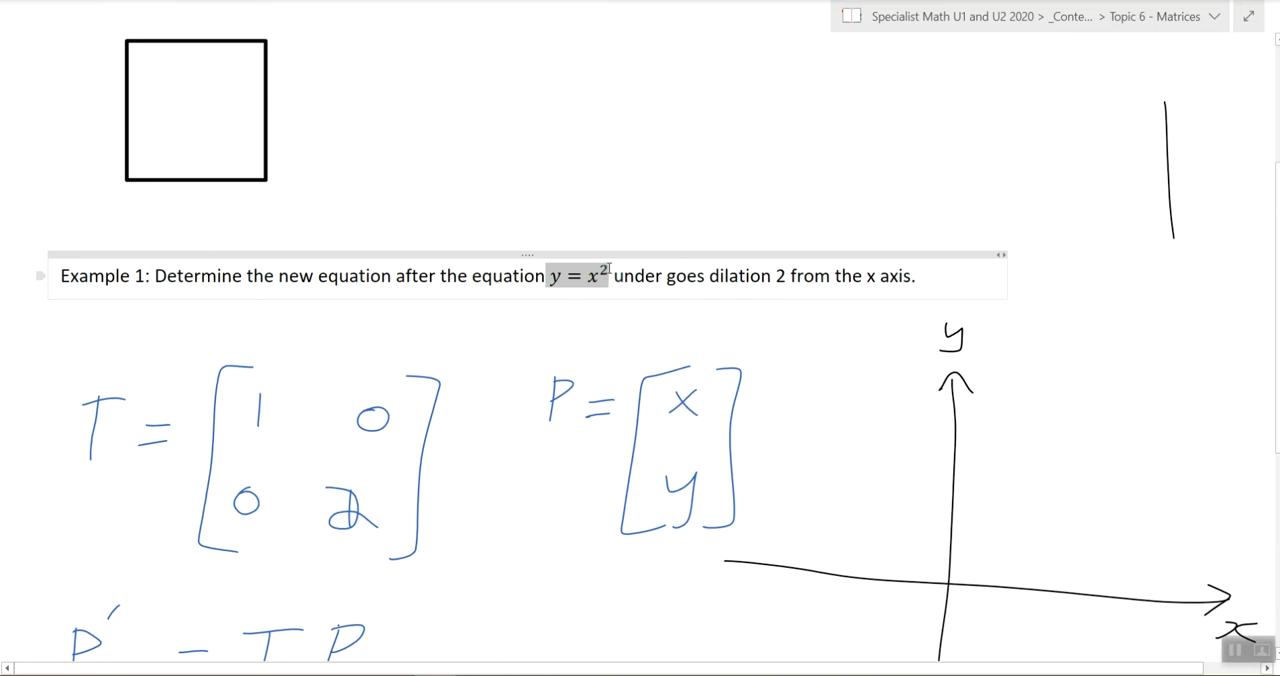 Specialist Math U1 and U2 2020 > _Conte... > Topic 6 - Matrices
Example 1: Determine the new equation after the equation y = x² under goes dilation 2 from the x axis.
y
T = [1 0
0 2]
P = [x
y]
P' = T P
x